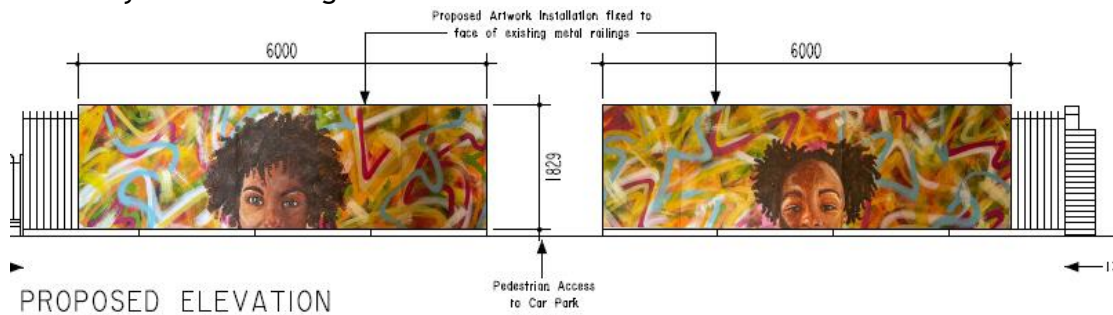 Proposed Artwork Installation fixed to
face of existing metal railings
6000
6000
1829
Pedestrian Access
to Car Park
PROPOSED ELEVATION